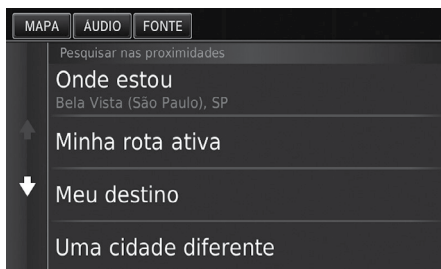 MAPA ÁUDIO FONTE
Pesquisar nas proximidades
Onde estou
Bela Vista (São Paulo), SP
Minha rota ativa
Meu destino
Uma cidade diferente